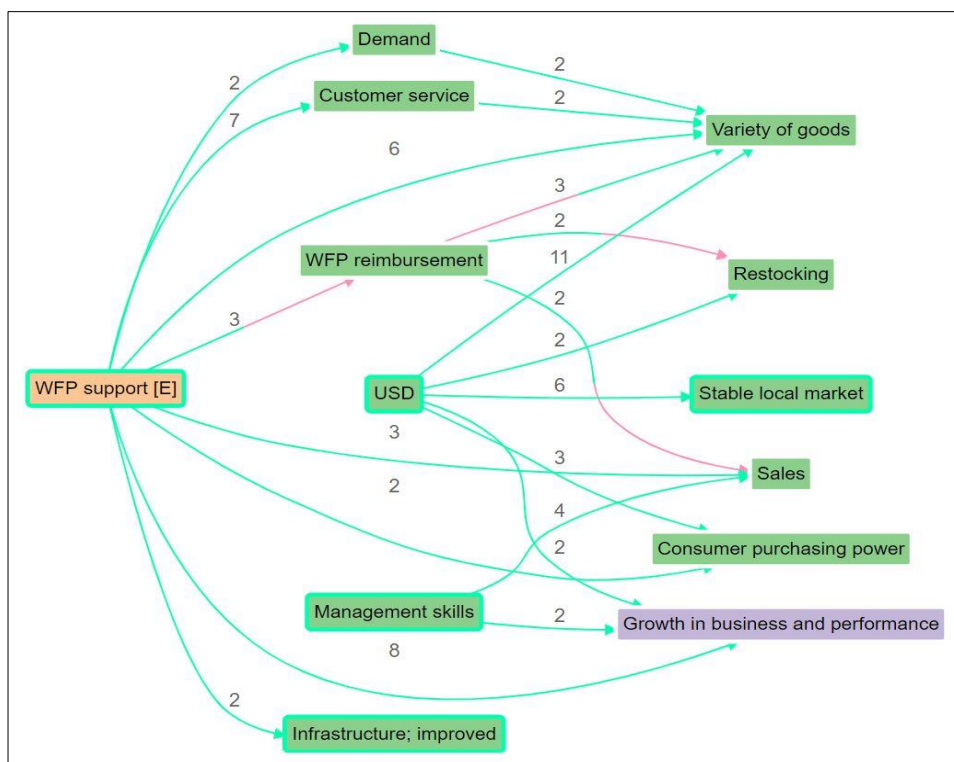 Demand
2
2
Customer service
2
7
Variety of goods
6
3
2
WFP reimbursement
11
Restocking
2
3
2
WFP support [E]
USD
6
Stable local market
3
3
Sales
2
4
2
Consumer purchasing power
Management skills
2
Growth in business and performance
8
2
Infrastructure; improved